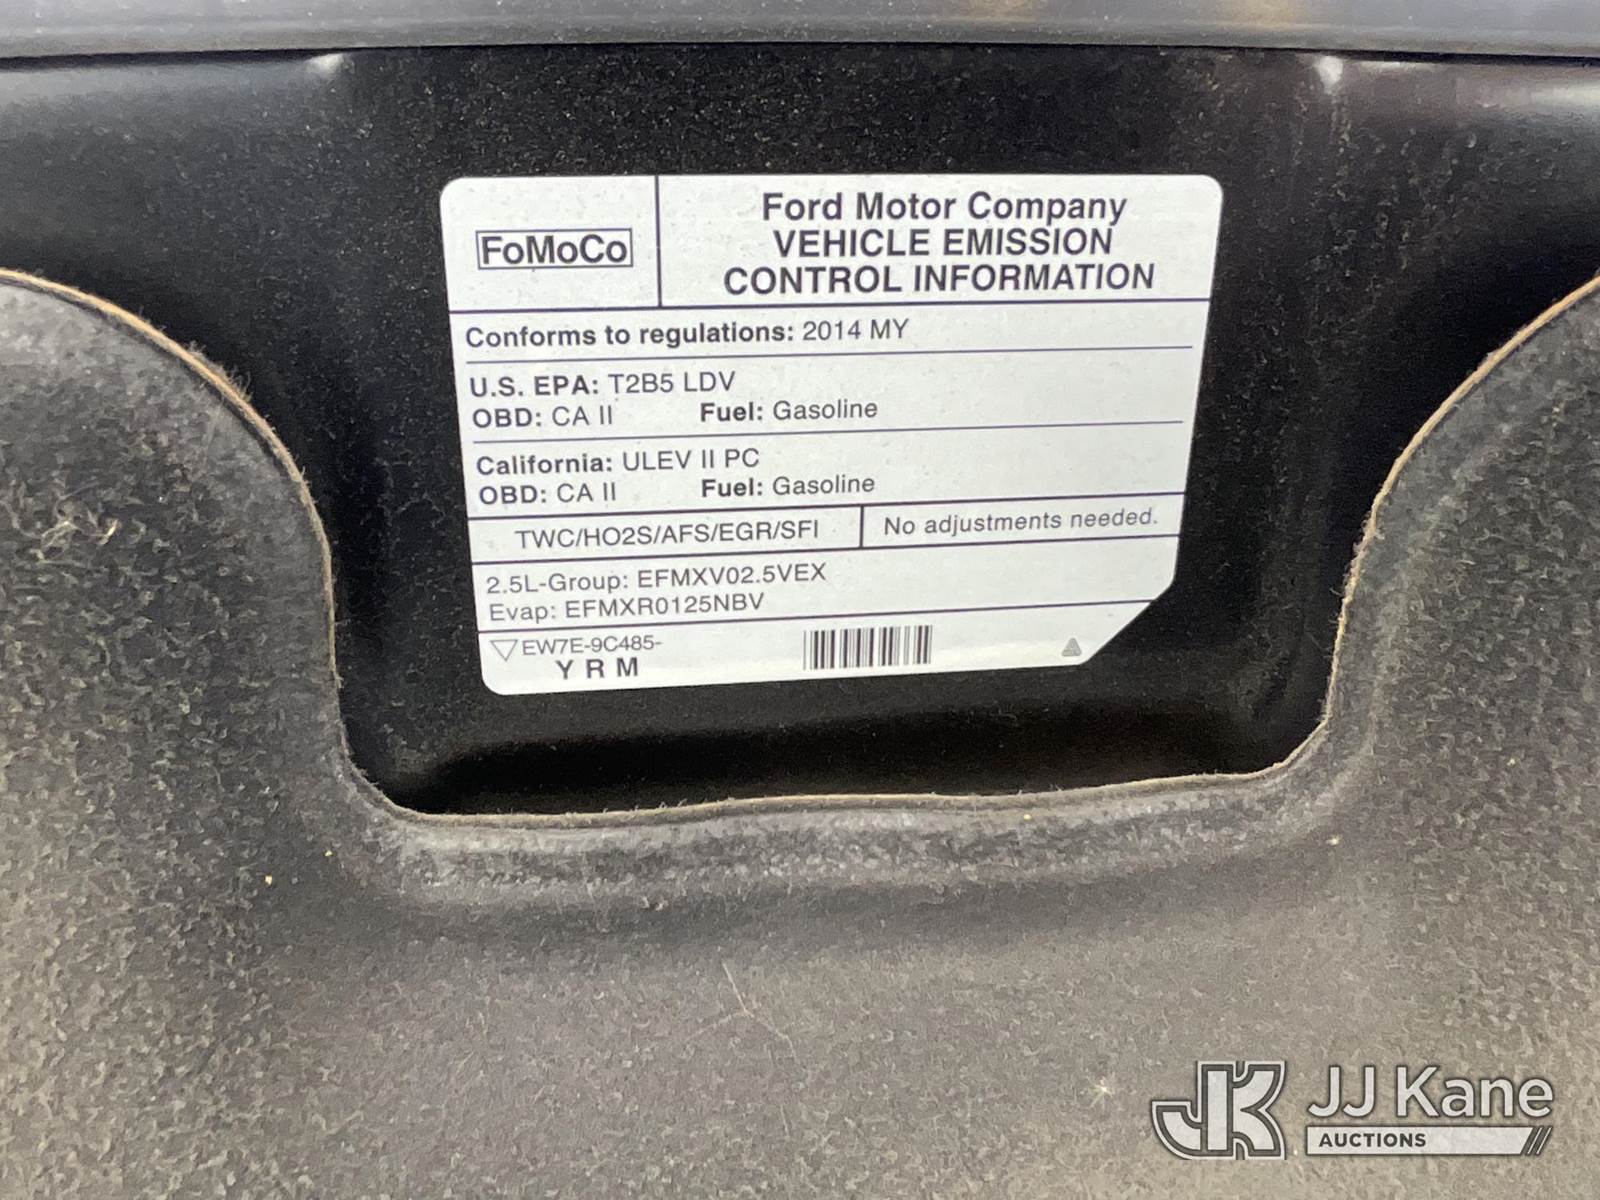 FoMoCo
Ford Motor Company
VEHICLE EMISSION
CONTROL INFORMATION
Conforms to regulations: 2014 MY
U.S. EPA: T2B5 LDV
OBD: CA II Fuel: Gasoline
California: ULEV II PC
OBD: CA II Fuel: Gasoline
TWC/HO2S/AFS/EGR/SFI
No adjustments needed.
2.5L-Group: EFMXV02.5VEX
Evap: EFMXR0125NBV
EW7E-9C485-
Y R M
JK JJ Kane
AUCTIONS